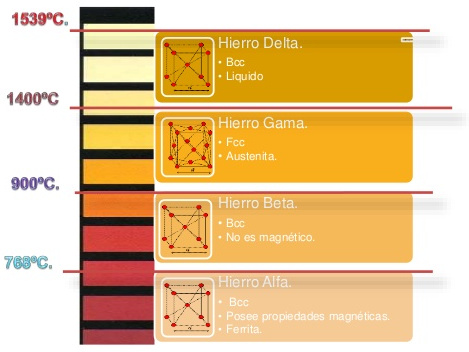 1539ºC.
Hierro Delta.
• Bcc
• Liquido
1400ºC
Hierro Gama.
• Fcc
• Austenita.
900ºC.
Hierro Beta.
• Bcc
• No es magnético.
768ºC.
Hierro Alfa.
• Bcc
• Posee propiedades magnéticas.
• Ferrita.